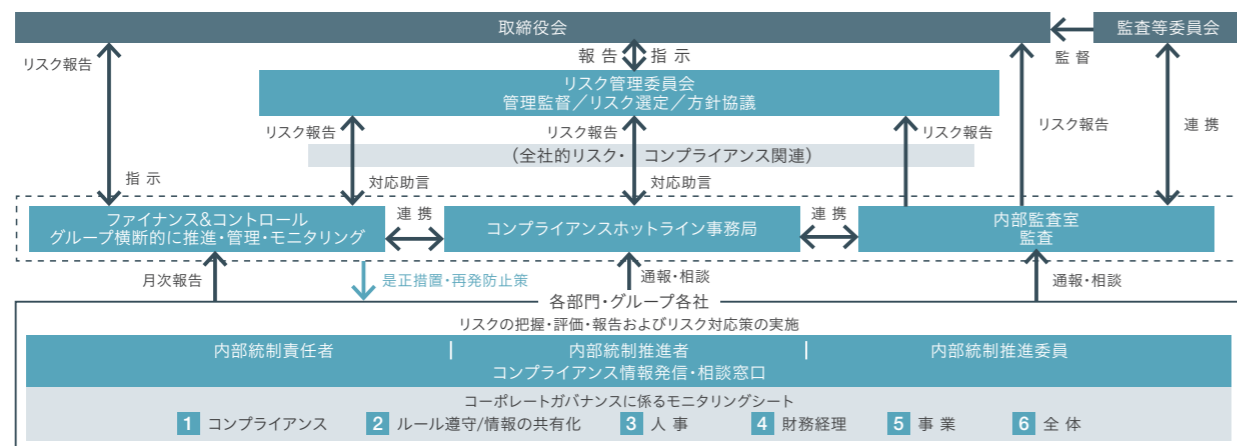 取締役会
監査等委員会
リスク報告
報告
指示
監督
リスク管理委員会
管理監督／リスク選定／方針協議
リスク報告
リスク報告
リスク報告
リスク報告
連携
(全社的リスク・コンプライアンス関連)
指示
対応助言
対応助言
ファイナンス&コントロール
グループ横断的に推進・管理・モニタリング
連携
コンプライアンスホットライン事務局
連携
内部監査室
監査
月次報告
是正措置・再発防止策
通報・相談
通報・相談
各部門・グループ各社
リスクの把握・評価・報告およびリスク対応策の実施
内部統制責任者
内部統制推進者
内部統制推進委員
コンプライアンス情報発信・相談窓口
コーポレートガバナンスに係るモニタリングシート
1 コンプライアンス 2 ルール遵守/情報の共有化 3 人事 4 財務経理 5 事業 6 全体